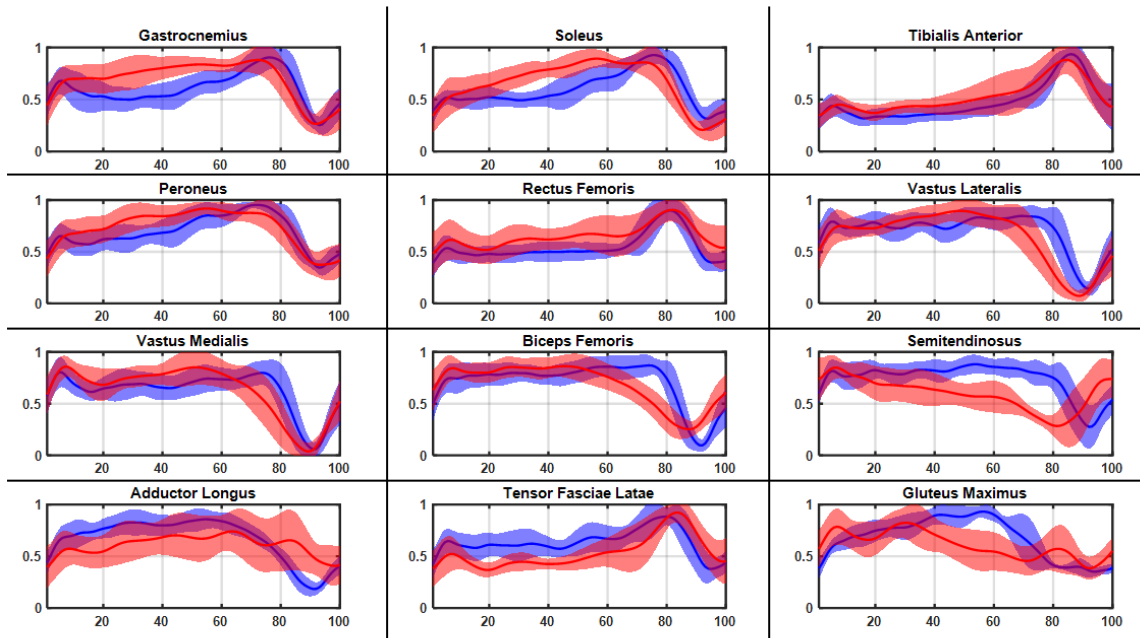 Gastrocnemius Soleus Tibialis Anterior
1 1 1
0.5 0.5 0.5
0 0 0
20 40 60 80 100 20 40 60 80 100 20 40 60 80 100
Peroneus Rectus Femoris Vastus Lateralis
1 1 1
0.5 0.5 0.5
0 0 0
20 40 60 80 100 20 40 60 80 100 20 40 60 80 100
Vastus Medialis Biceps Femoris Semitendinosus
1 1 1
0.5 0.5 0.5
0 0 0
20 40 60 80 100 20 40 60 80 100 20 40 60 80 100
Adductor Longus Tensor Fasciae Latae Gluteus Maximus
1 1 1
0.5 0.5 0.5
0 0 0
20 40 60 80 100 20 40 60 80 100 20 40 60 80 100